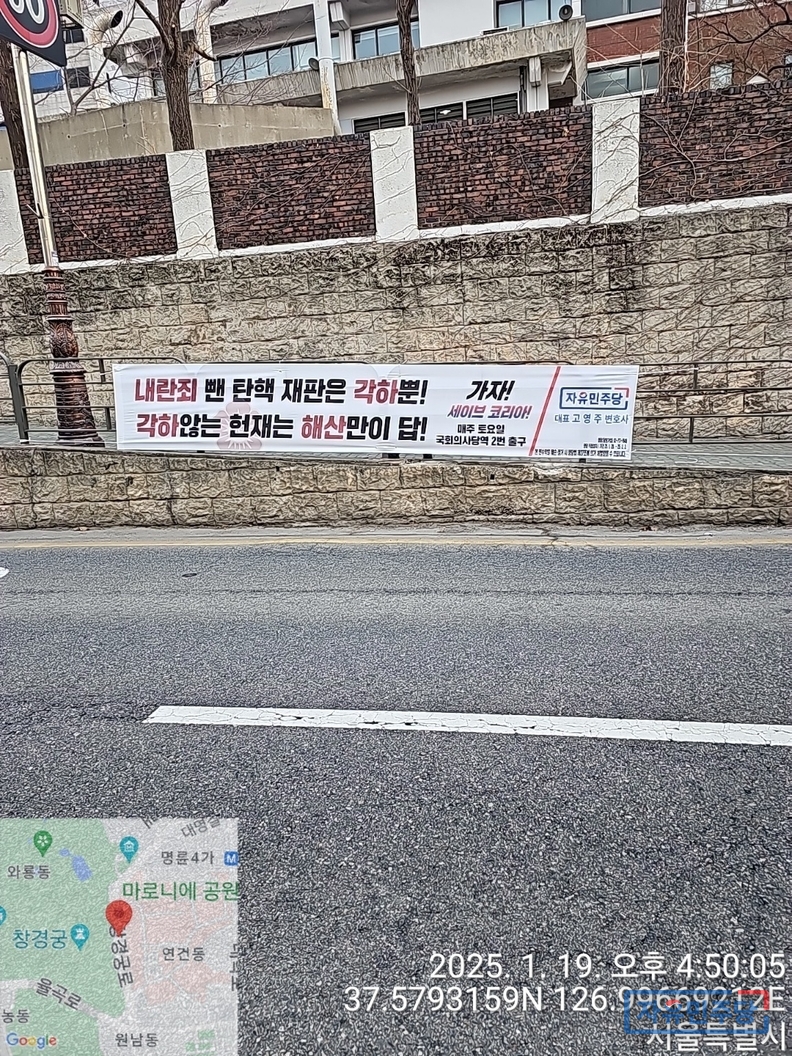 내란죄 뺀 탄핵 재판은 각하뿐!
각하않는 헌재는 해산만이 답!
가자!
세이브 코리아!
매주 토요일
국회의사당역 2번 출구
자유민주당
대표 고영주 변호사
대명길
와룡동
명륜4가
마로니에 공원
창경궁
창경궁로
연건동
율곡로
원남동
Google
2025. 1. 19. 오후 4:50:05
37.5793159N
서울특별시